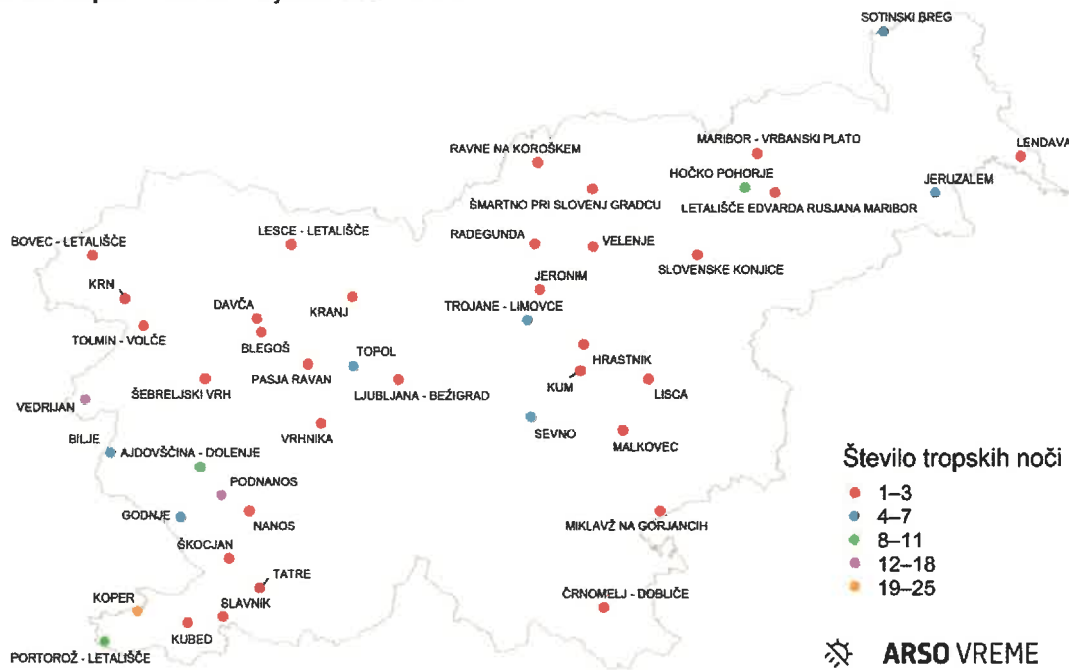 SOTINSKI BREG
MARIBOR - VRBANSKI PLATO
LENDAVA
RAVNE NA KOROŠKEM
HOČKO POHORJE
JERUZALEM
ŠMARTNO PRI SLOVENJ GRADCU
LETALIŠČE EDVARDA RUSJANA MARIBOR
BOVEC - LETALIŠČE
LESCE - LETALIŠČE
RADEGUNDA
VELENJE
SLOVENSKE KONJICE
KRN
JERONIM
DAVČA
KRANJ
TROJANE - LIMOVCE
TOLMIN - VOLČE
BLEGOŠ
TOPOL
HRASTNIK
PASJA RAVAN
KUM
ŠEBRELJSKI VRH
LJUBLJANA - BEŽIGRAD
LISCA
VEDRIJAN
VRHNIKA
SEVNO
MALKOVEC
BILJE
AJDOVŠČINA - DOLENJE
Število tropskih noči
PODNANOS
1–3
GODNJE
NANOS
4–7
MIKLAVŽ NA GORJANCIH
8–11
ŠKOCJAN
12–18
TATRE
19–25
KOPER
SLAVNIK
ČRNOMELJ - DOBLIČE
KUBED
PORTOROŽ - LETALIŠČE
ARSO VREME